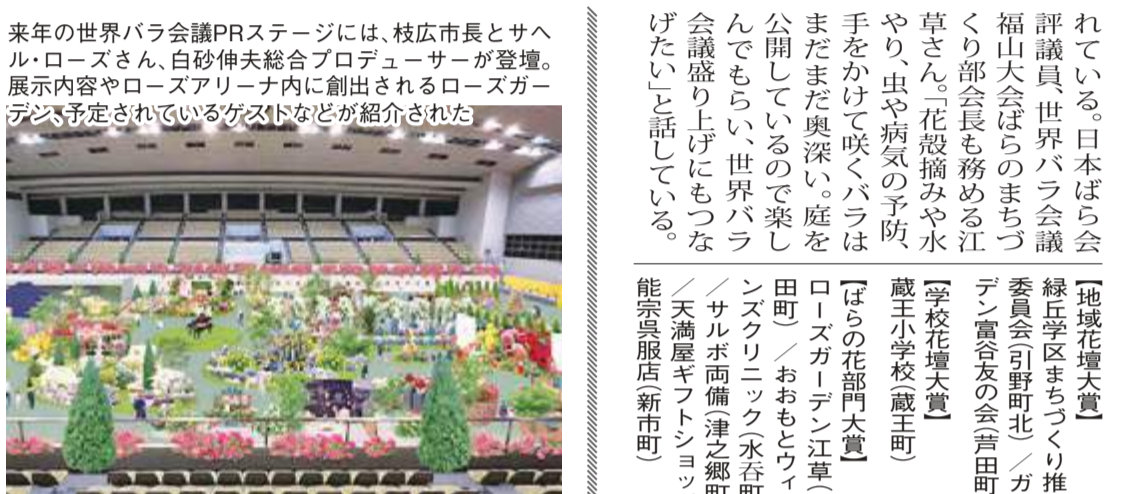 来年の世界バラ会議PRステージには、枝広市長とサヘ
ル・ローズさん、白砂伸夫総合プロデューサーが登壇。
展示内容やローズアリーナ内に創出されるローズガー
デン、予定されているゲストなどが紹介された
れている。日本ばら会
評議員、世界バラ会議
福山大会ばらのまちづ
くり部会長も務める江
草さん。「花殻摘みや水
やり、虫や病気の予防、
手をかけて咲くバラは
まだまだ奥深い。庭を
公開しているので楽し
んでもらい、世界バラ
会議盛り上げにもつな
げたい」と話している。
【地域花壇大賞】
緑丘学区まちづくり推
委員会(引野町北)／ガ
デン富谷友の会(芦田町
【学校花壇大賞】
蔵王小学校(蔵王町)
【ばらの花部門大賞】
ローズガーデン江草(
田町)／おおもとウィ
ンズクリニック(水呑町
／サルボ両備(津之郷町
／天満屋ギフトショッ
能宗呉服店(新市町)